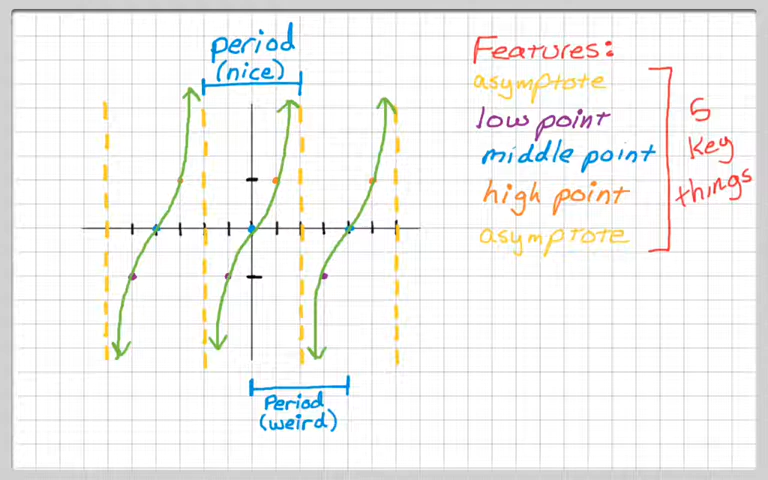 period
(nice)
Features:
asymptote
low point
middle point
high point
asymptote
5
key
things
Period
(weird)